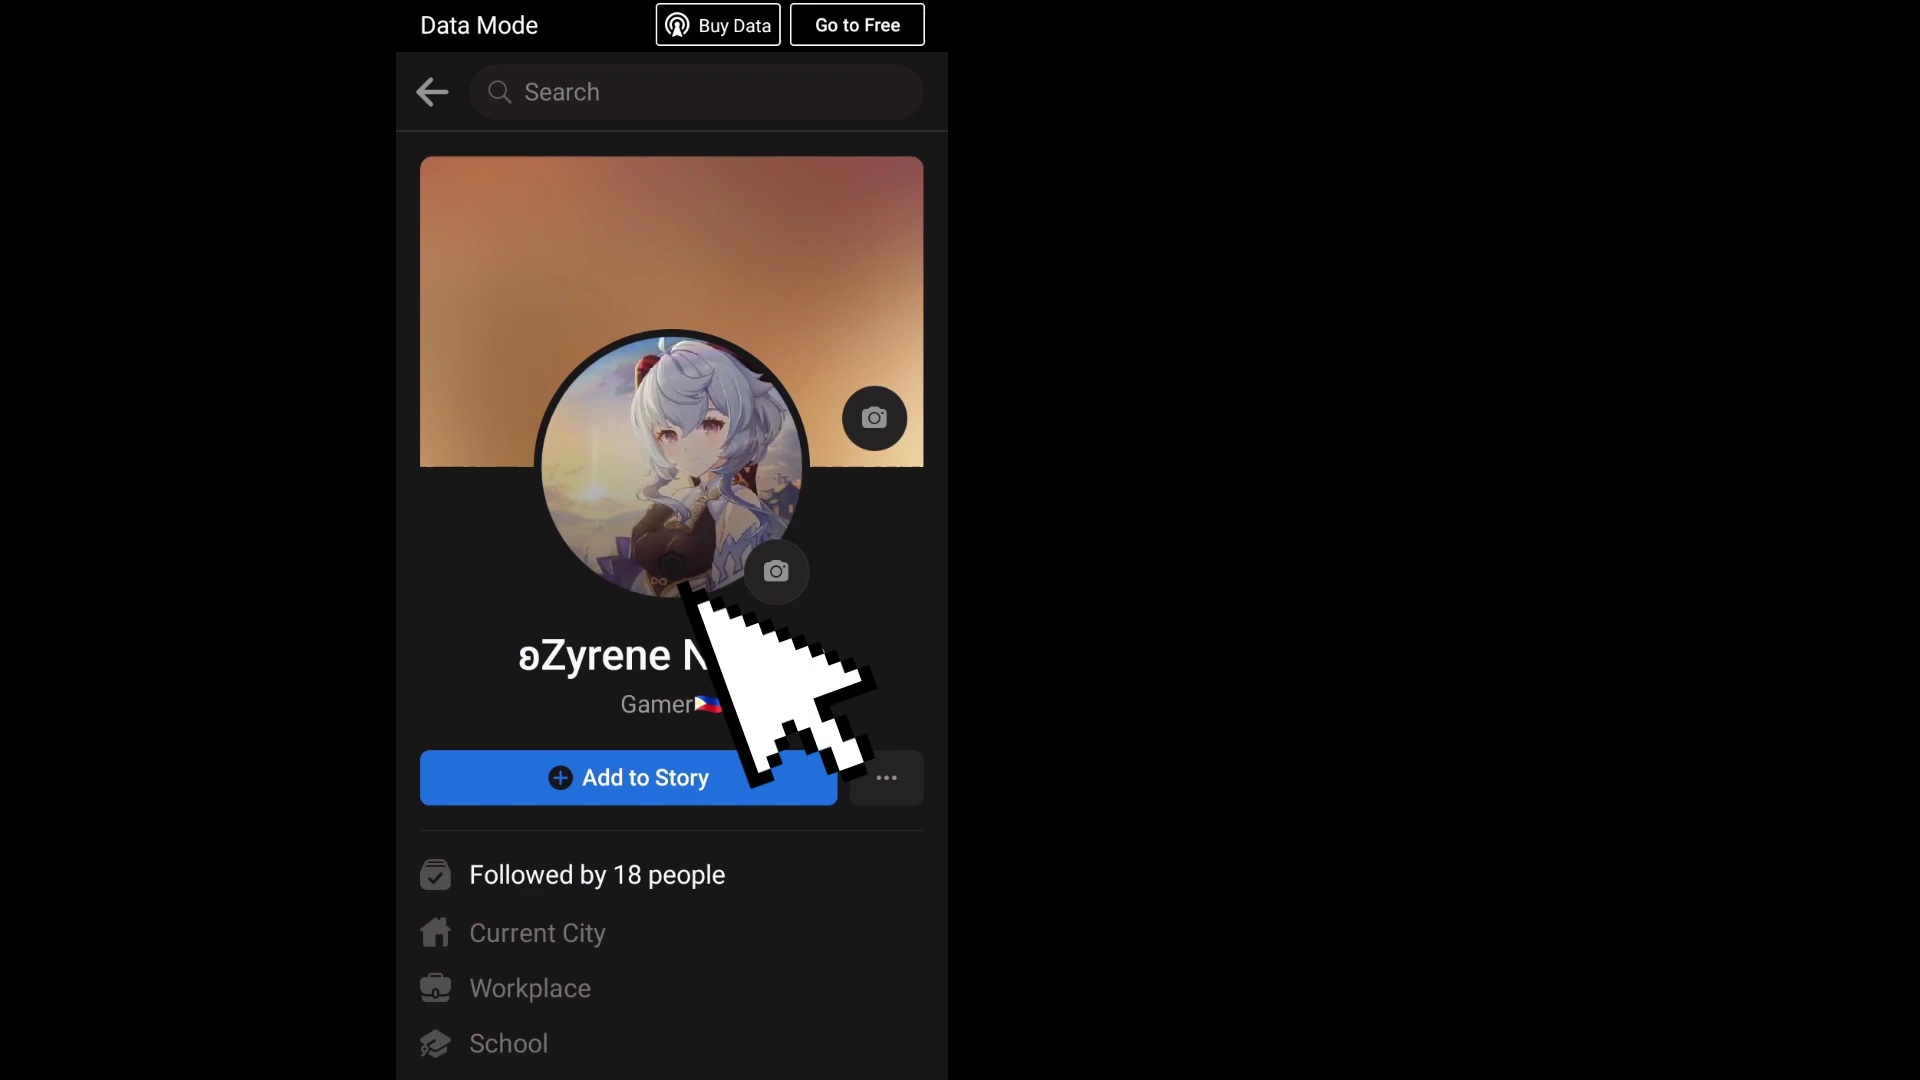 Data Mode
Buy Data
Go to Free
Search
ʚZyrene
Gamer🇵🇭
Add to Story
Followed by 18 people
Current City
Workplace
School